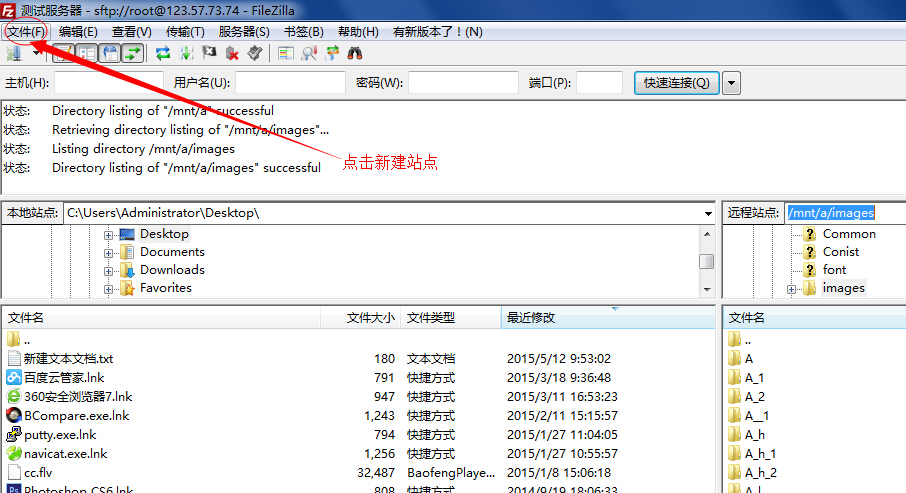 测试服务器 - sftp://root@123.57.73.74 - FileZilla
文件(F) 编辑(E) 查看(V) 传输(T) 服务器(S) 书签(B) 帮助(H) 有新版本了！(N)
主机(H): 用户名(U): 密码(W): 端口(P): 快速连接(Q)
状态: Directory listing of "/mnt/a" successful
状态: Retrieving directory listing of "/mnt/a/images"...
状态: Listing directory /mnt/a/images
状态: Directory listing of "/mnt/a/images" successful
点击新建站点
本地站点: C:\Users\Administrator\Desktop\
Desktop
Documents
Downloads
Favorites
远程站点: /mnt/a/images
Common
Conist
font
images
文件名 文件大小 文件类型 最近修改
..
新建文本文档.txt 180 文本文档 2015/5/12 9:53:02
百度云管家.lnk 791 快捷方式 2015/3/18 9:36:48
360安全浏览器7.lnk 947 快捷方式 2015/3/11 16:53:23
BCompare.exe.lnk 1,243 快捷方式 2015/2/11 15:15:57
putty.exe.lnk 794 快捷方式 2015/1/27 11:04:05
navicat.exe.lnk 1,256 快捷方式 2015/1/27 10:55:57
cc.flv 32,487 BaofengPlaye... 2015/1/8 15:06:18
Photoshop CS6.lnk 808 快捷方式 2014/9/19 18:06:33
文件名
..
A
A_1
A_2
A__1
A_h
A_h_1
A_h_2